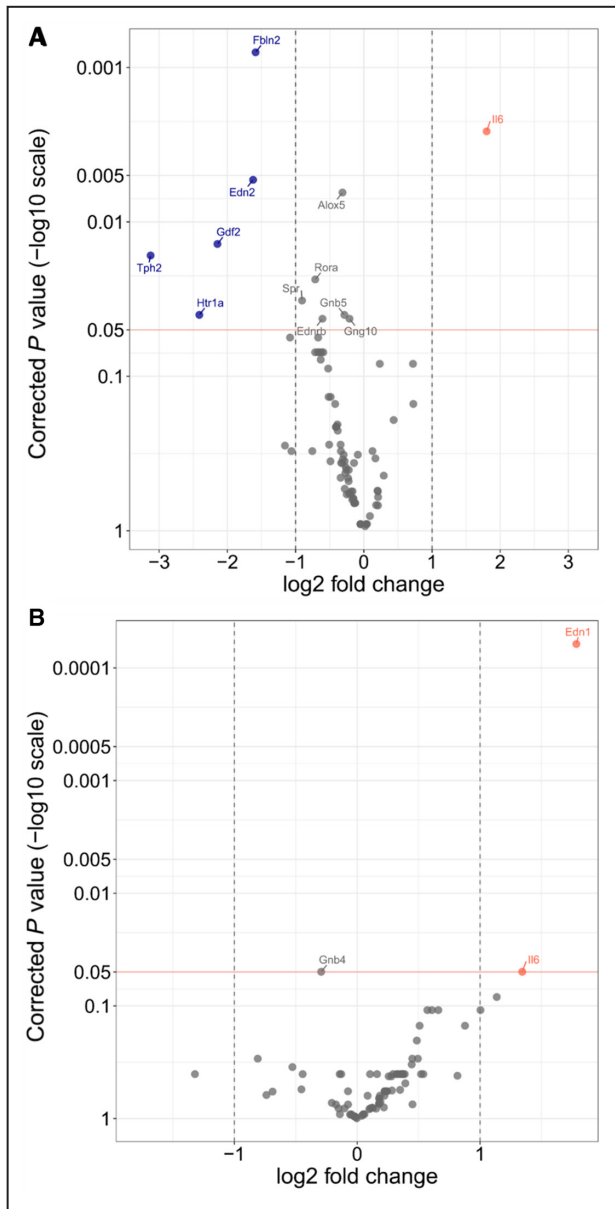 A
Corrected P value (−log10 scale)
0.001
0.005
0.01
0.05
0.1
1
Fbln2
Il6
Edn2
Alox5
Gdf2
Tph2
Rora
Spr
Htr1a
Gnb5
Ednrb
Gng10
−3 −2 −1 0 1 2 3
log2 fold change
B
Corrected P value (−log10 scale)
0.0001
0.0005
0.001
0.005
0.01
0.05
0.1
1
Edn1
Gnb4
Il6
−1 0 1
log2 fold change